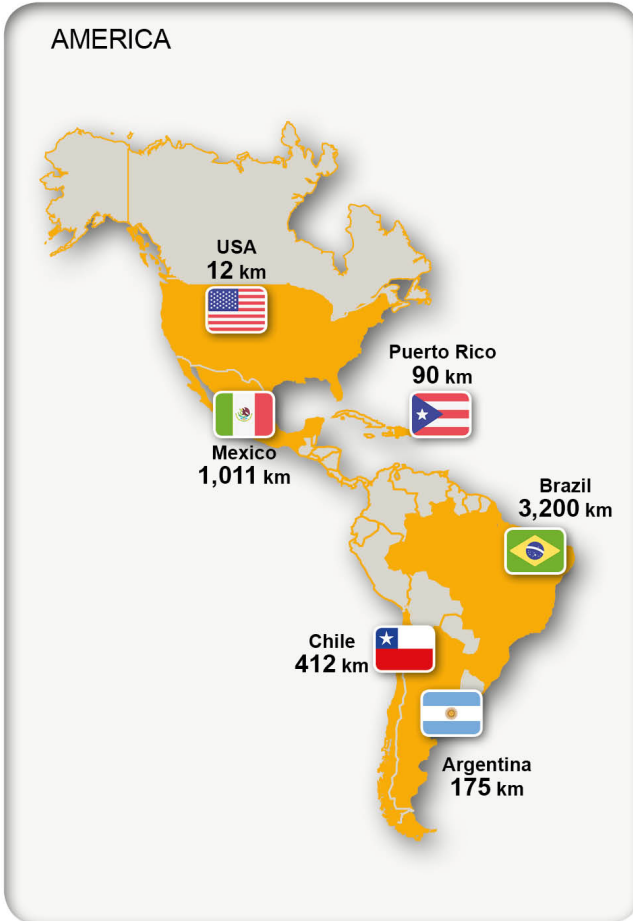 AMERICA
USA
12 km
Puerto Rico
90 km
Mexico
1,011 km
Brazil
3,200 km
Chile
412 km
Argentina
175 km